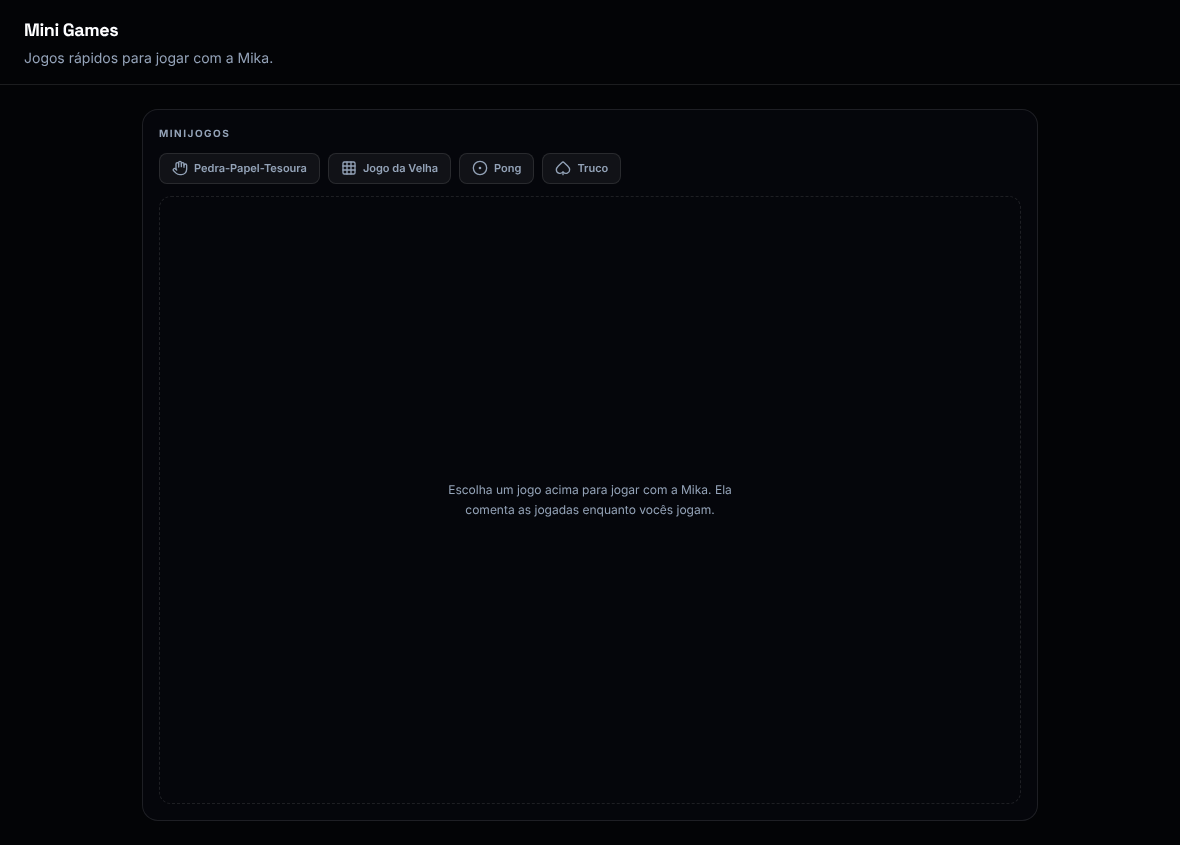 Mini Games
Jogos rápidos para jogar com a Mika.
MINIJOGOS
Pedra-Papel-Tesoura
Jogo da Velha
Pong
Truco
Escolha um jogo acima para jogar com a Mika. Ela
comenta as jogadas enquanto vocês jogam.